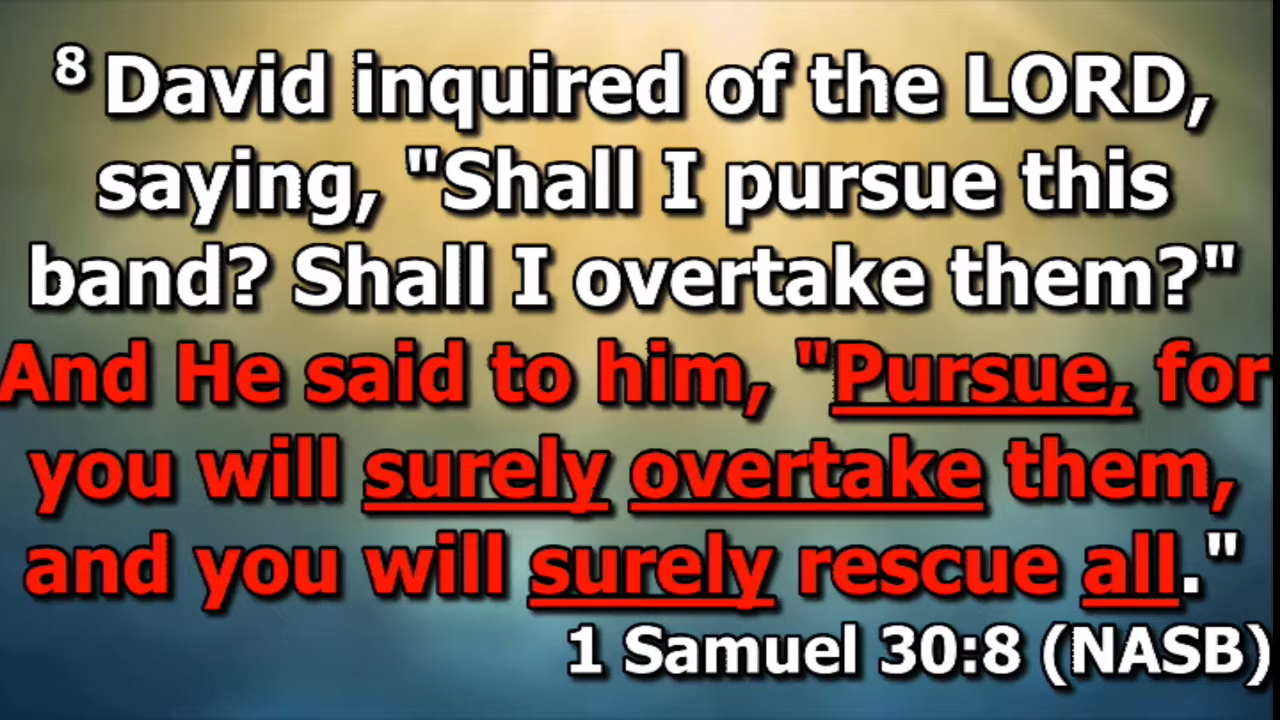 8 David inquired of the LORD,
saying, "Shall I pursue this
band? Shall I overtake them?"
And He said to him, "Pursue, for
you will surely overtake them,
and you will surely rescue all."
1 Samuel 30:8 (NASB)